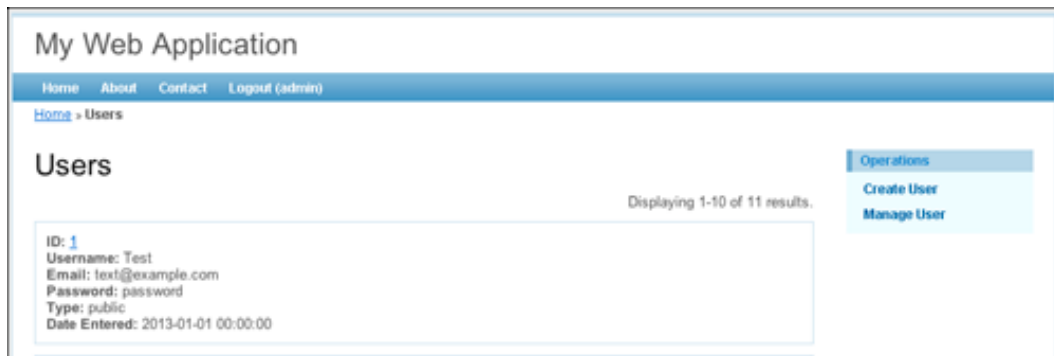 My Web Application
Home About Contact Logout (admin)
Home » Users
Users
Displaying 1-10 of 11 results.
ID: 1
Username: Test
Email: text@example.com
Password: password
Type: public
Date Entered: 2013-01-01 00:00:00
Operations
Create User
Manage User